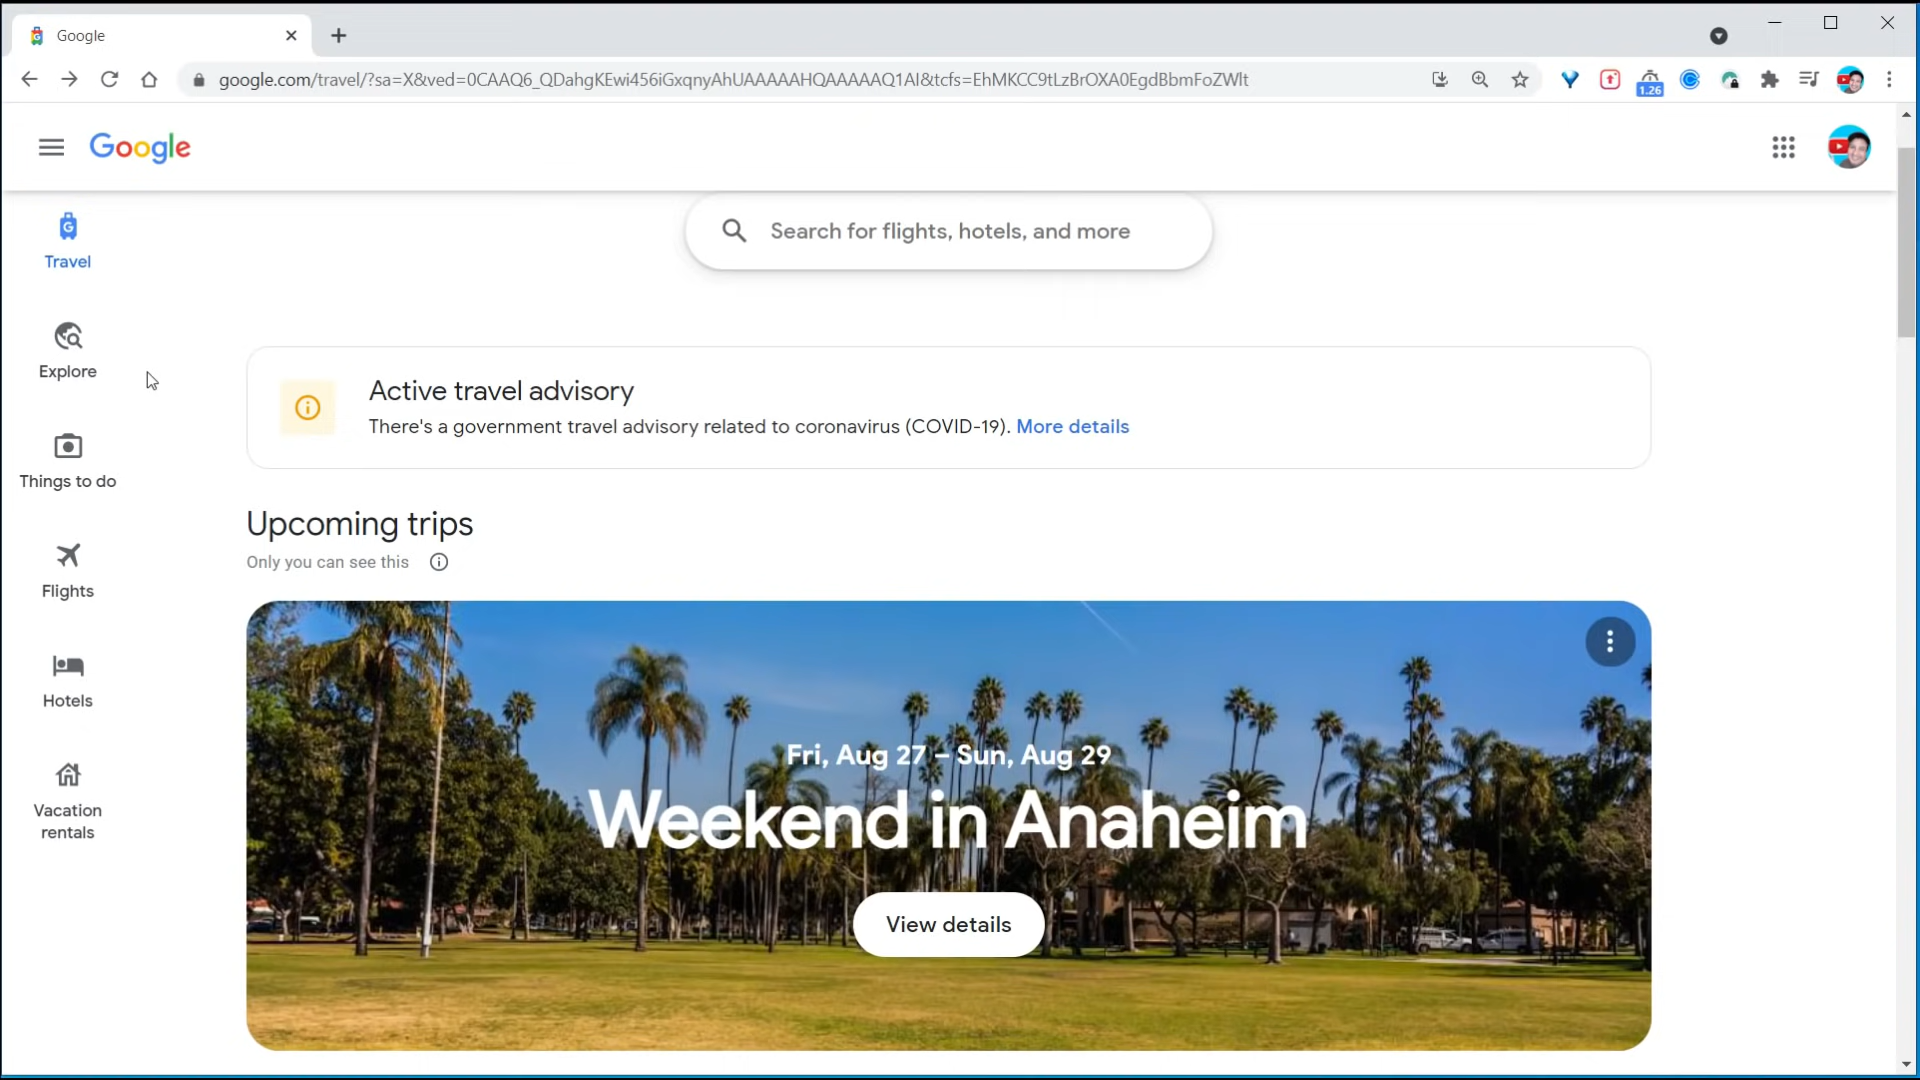 Google
google.com/travel/?sa=X&ved=0CAAQ6_QDahgKEwi456iGxqnyAhUAAAAAHQAAAAAQ1AI&tcfs=EhMKCC9tLzBrOXA0EgdBbmFoZWlt
1.26
Google
Search for flights, hotels, and more
Travel
Explore
Things to do
Flights
Hotels
Vacation
rentals
Active travel advisory
There's a government travel advisory related to coronavirus (COVID-19). More details
Upcoming trips
Only you can see this
Fri, Aug 27 – Sun, Aug 29
Weekend in Anaheim
View details